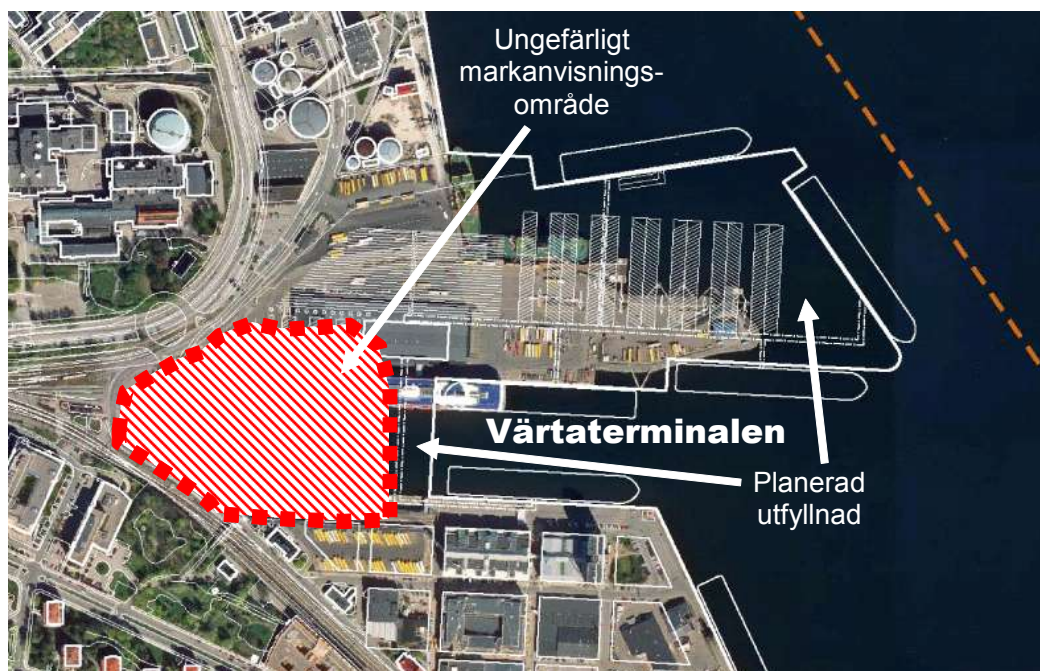 Ungefärligt
markanvisnings-
område
Värtaterminalen
Planerad
utfyllnad